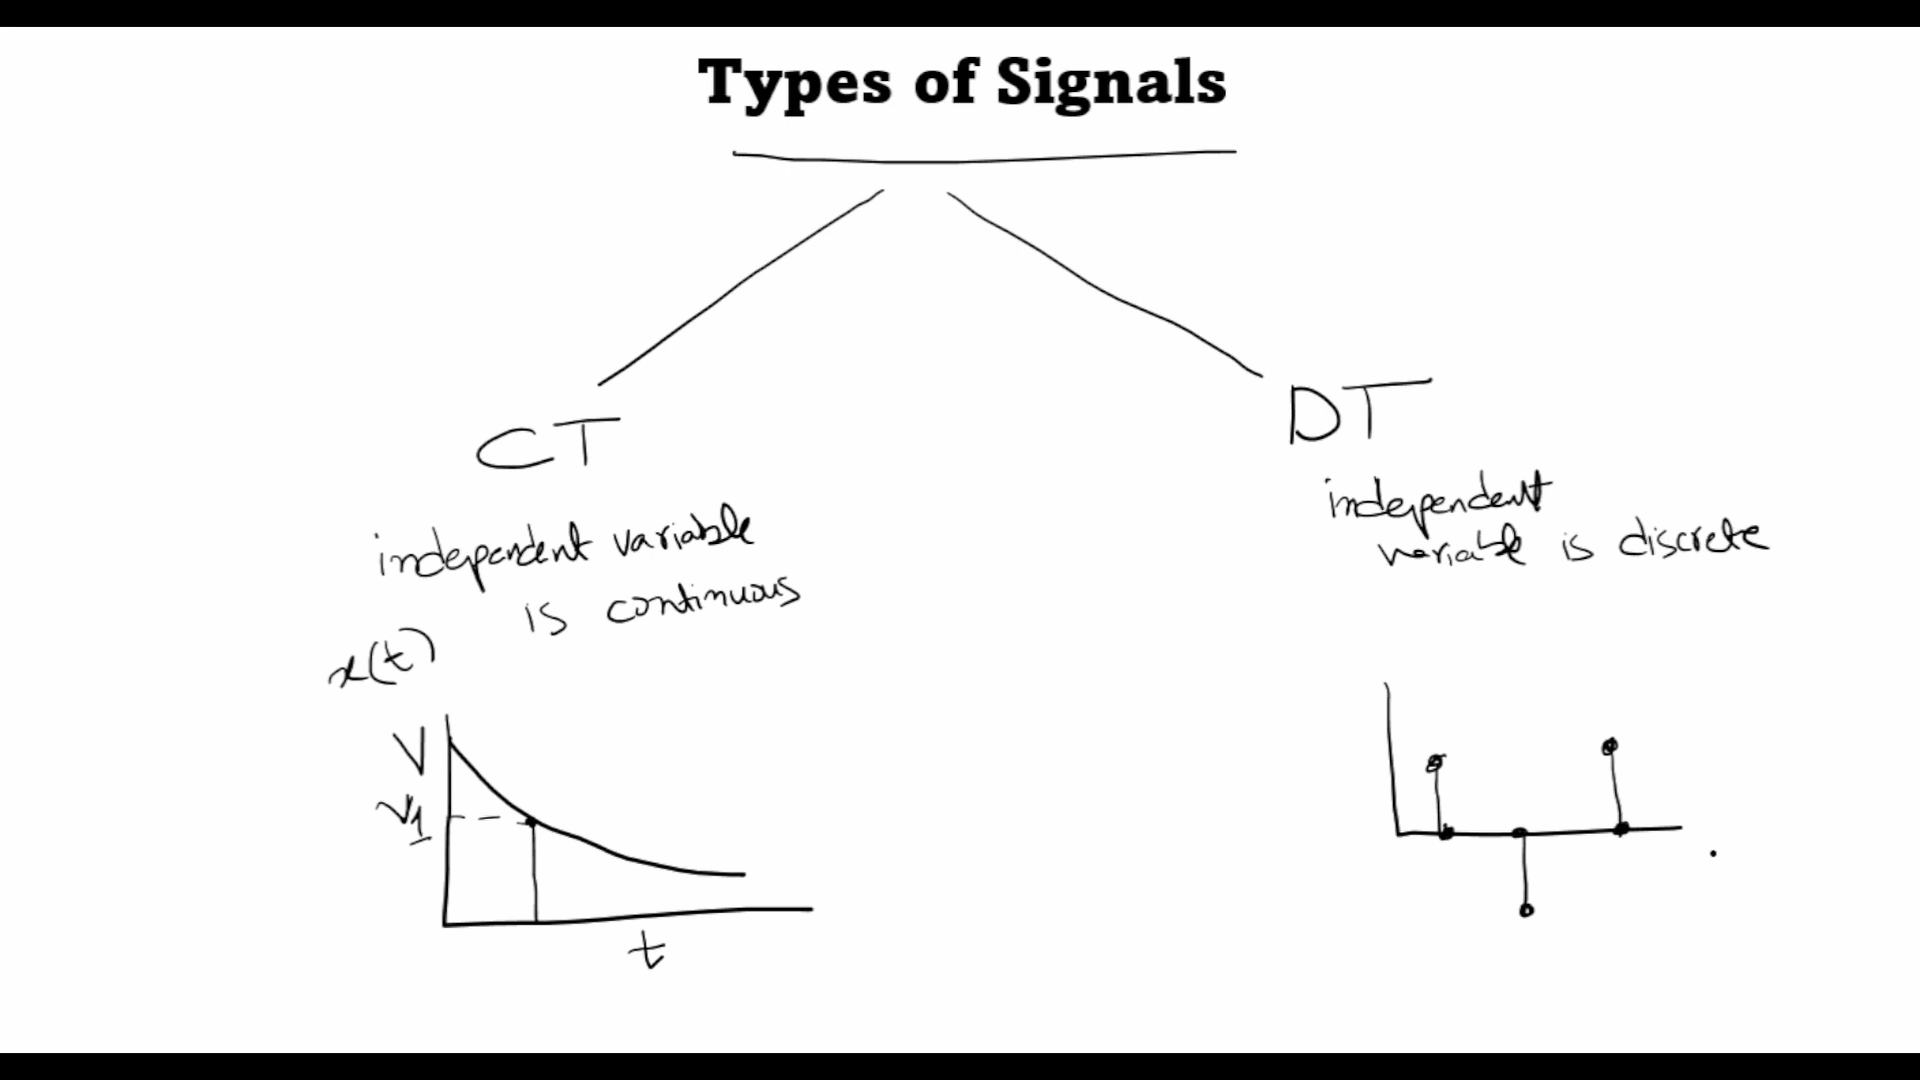 Types of Signals
CT
independent variable
is continuous
x(t)
V
V1
t
DT
independent
variable is discrete